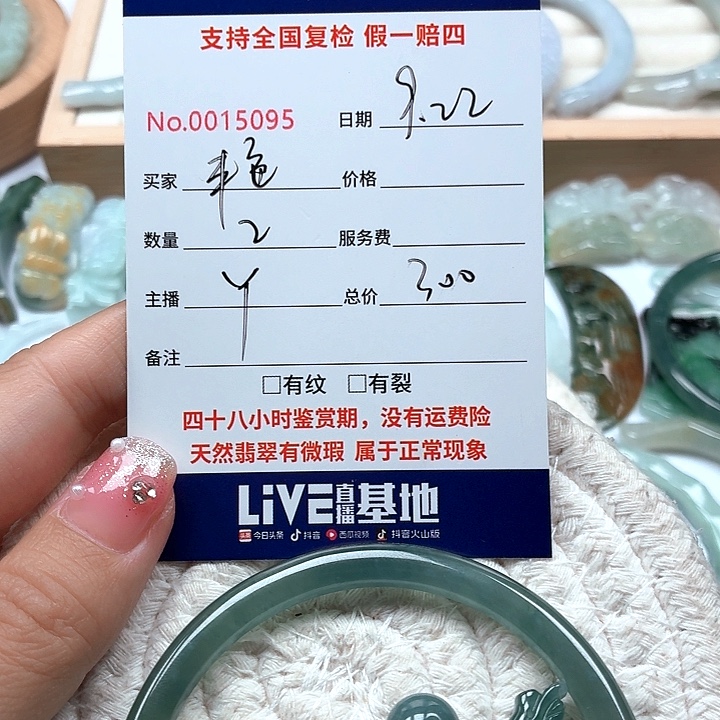 支持全国复检 假一赔四
No.0015095 日期 9.22
买家 价格
数量 2 服务费
主播 Y 总价 300
备注
□有纹 □有裂
四十八小时鉴赏期，没有运费险
天然翡翠有微瑕 属于正常现象
LiVE直播基地
头条 今日头条 抖音 西瓜视频 抖音火山版